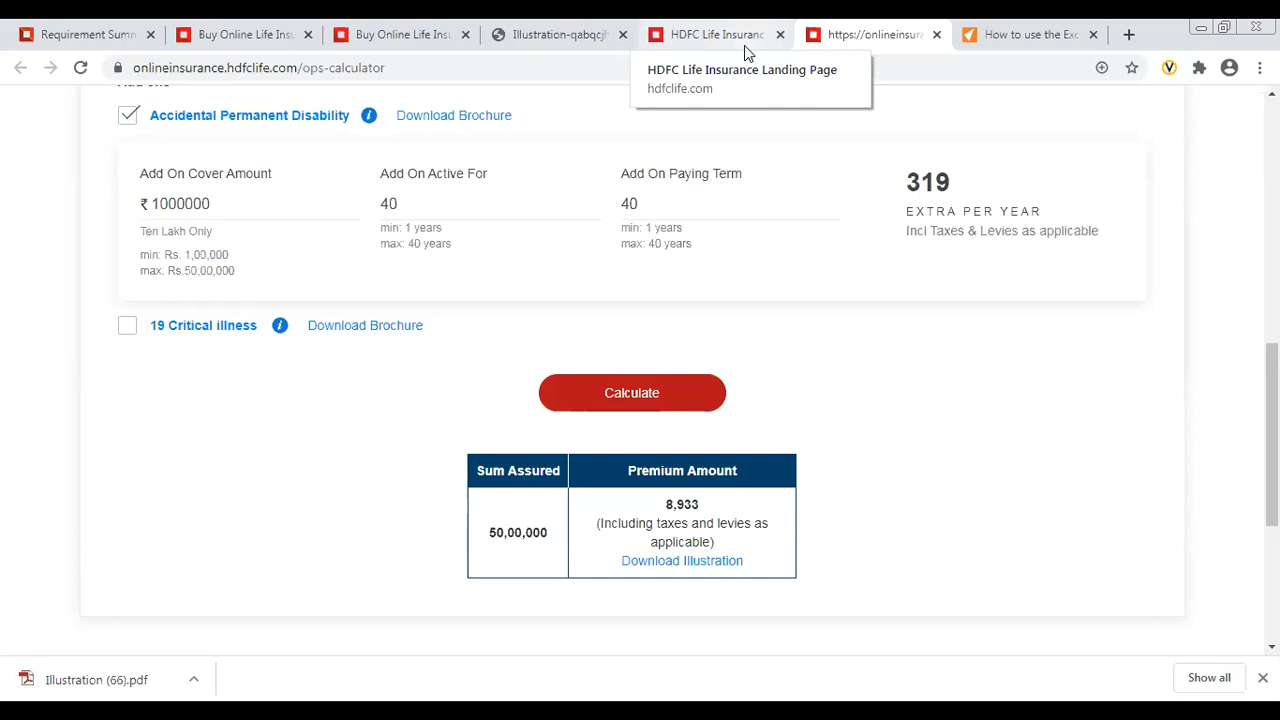 Requirement Sumn
Buy Online Life Insu
Buy Online Life Insu
Illustration-qabqcjh
HDFC Life Insuranc
https://onlineinsura
How to use the Exc
onlineinsurance.hdfclife.com/ops-calculator
HDFC Life Insurance Landing Page
hdfclife.com
Accidental Permanent Disability
Download Brochure
Add On Cover Amount
Add On Active For
Add On Paying Term
319
₹ 1000000
40
40
EXTRA PER YEAR
Ten Lakh Only
min: 1 years
min: 1 years
Incl Taxes & Levies as applicable
max: 40 years
max: 40 years
min: Rs. 1,00,000
max: Rs.50,00,000
19 Critical illness
Download Brochure
Calculate
Sum Assured
Premium Amount
50,00,000
8,933
(Including taxes and levies as
applicable)
Download Illustration
Illustration (66).pdf
Show all